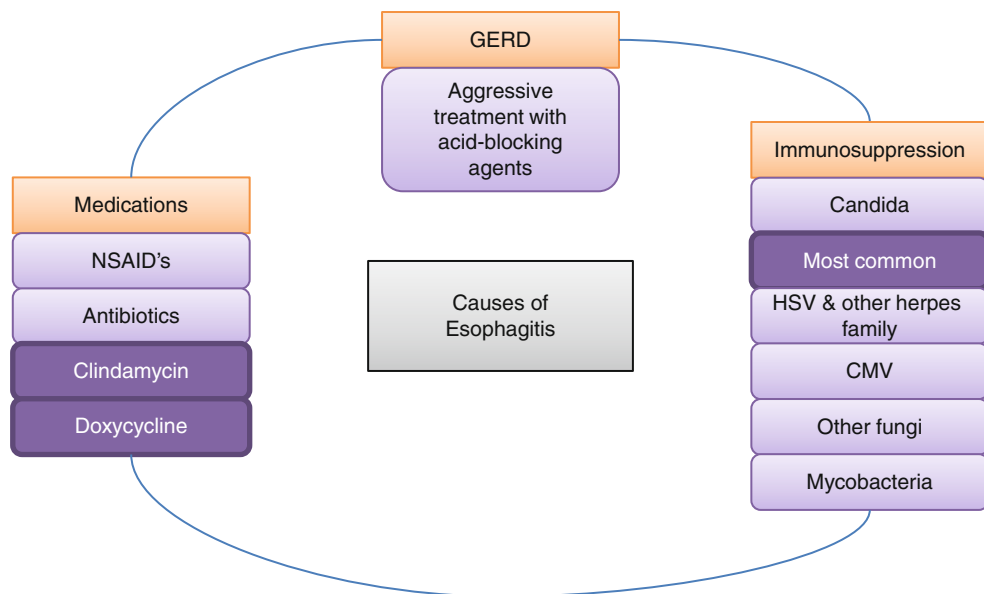 GERD
Aggressive
treatment with
acid-blocking
agents
Immunosuppression
Candida
Most common
HSV & other herpes
family
CMV
Other fungi
Mycobacteria
Medications
NSAID's
Antibiotics
Clindamycin
Doxycycline
Causes of
Esophagitis